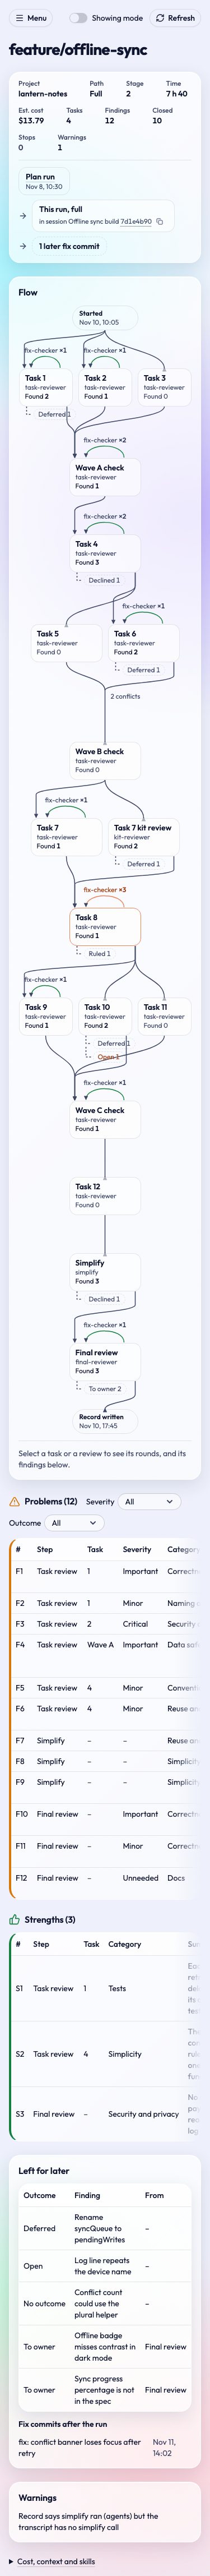 Menu
Showing mode
Refresh
feature/offline-sync
Project
lantern-notes
Path
Full
Stage
2
Time
7 h 40
Est. cost
$13.79
Tasks
4
Findings
12
Closed
10
Stops
0
Warnings
1
Plan run
Nov 8, 10:30
This run, full
in session Offline sync build 7d1e4b90
1 later fix commit
Flow
Started
Nov 10, 10:05
fix-checker ×1
fix-checker ×1
Task 1
task-reviewer
Found 2
Task 2
task-reviewer
Found 1
Task 3
task-reviewer
Found 0
Deferred 1
fix-checker ×2
Wave A check
task-reviewer
Found 1
fix-checker ×2
Task 4
task-reviewer
Found 3
Declined 1
fix-checker ×1
Task 5
task-reviewer
Found 0
Task 6
task-reviewer
Found 2
Deferred 1
2 conflicts
Wave B check
task-reviewer
Found 0
fix-checker ×1
Task 7
task-reviewer
Found 1
Task 7 kit review
kit-reviewer
Found 2
Deferred 1
fix-checker ×3
Task 8
task-reviewer
Found 1
Ruled 1
fix-checker ×1
Task 9
task-reviewer
Found 1
Task 10
task-reviewer
Found 2
Task 11
task-reviewer
Found 0
Deferred 1
Open 1
fix-checker ×1
Wave C check
task-reviewer
Found 1
Task 12
task-reviewer
Found 0
Simplify
simplify
Found 3
Declined 1
fix-checker ×1
Final review
final-reviewer
Found 3
To owner 2
Record written
Nov 10, 17:45
Select a task or a review to see its rounds, and its
findings below.
Problems (12)
Severity
All
Outcome
All
# Step Task Severity Category
F1 Task review 1 Important
F2 Task review 1 Minor Naming
F3 Task review 2 Critical Security
F4 Task review Wave A Important Data
F5 Task review 4 Minor
F6 Task review 4 Minor Reuse
F7 Simplify – – Reuse
F8 Simplify – –
F9 Simplify – –
F10 Final review – Important
F11 Final review – Minor
F12 Final review – Unneeded Docs
Strengths (3)
# Step Task Category
S1 Task review 1 Tests
S2 Task review 4 Simplicity
S3 Final review – Security and privacy
Left for later
Outcome Finding From
Deferred
Rename
syncQueue to
pendingWrites
–
Open
Log line repeats
the device name
–
No outcome
Conflict count
could use the
plural helper
–
To owner
Offline badge
misses contrast in
dark mode
Final review
To owner
Sync progress
percentage is not
in the spec
Final review
Fix commits after the run
fix: conflict banner loses focus after
retry
Nov 11,
14:02
Warnings
Record says simplify ran (agents) but the
transcript has no simplify call
Cost, context and skills